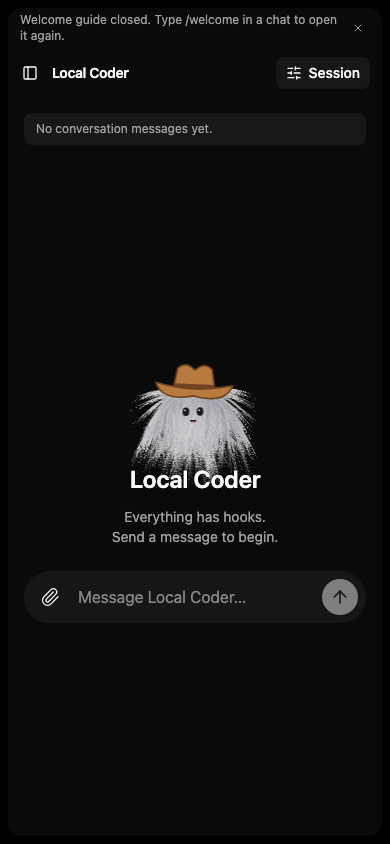 Welcome guide closed. Type /welcome in a chat to open
it again.
Local Coder
Session
No conversation messages yet.
Local Coder
Everything has hooks.
Send a message to begin.
Message Local Coder...